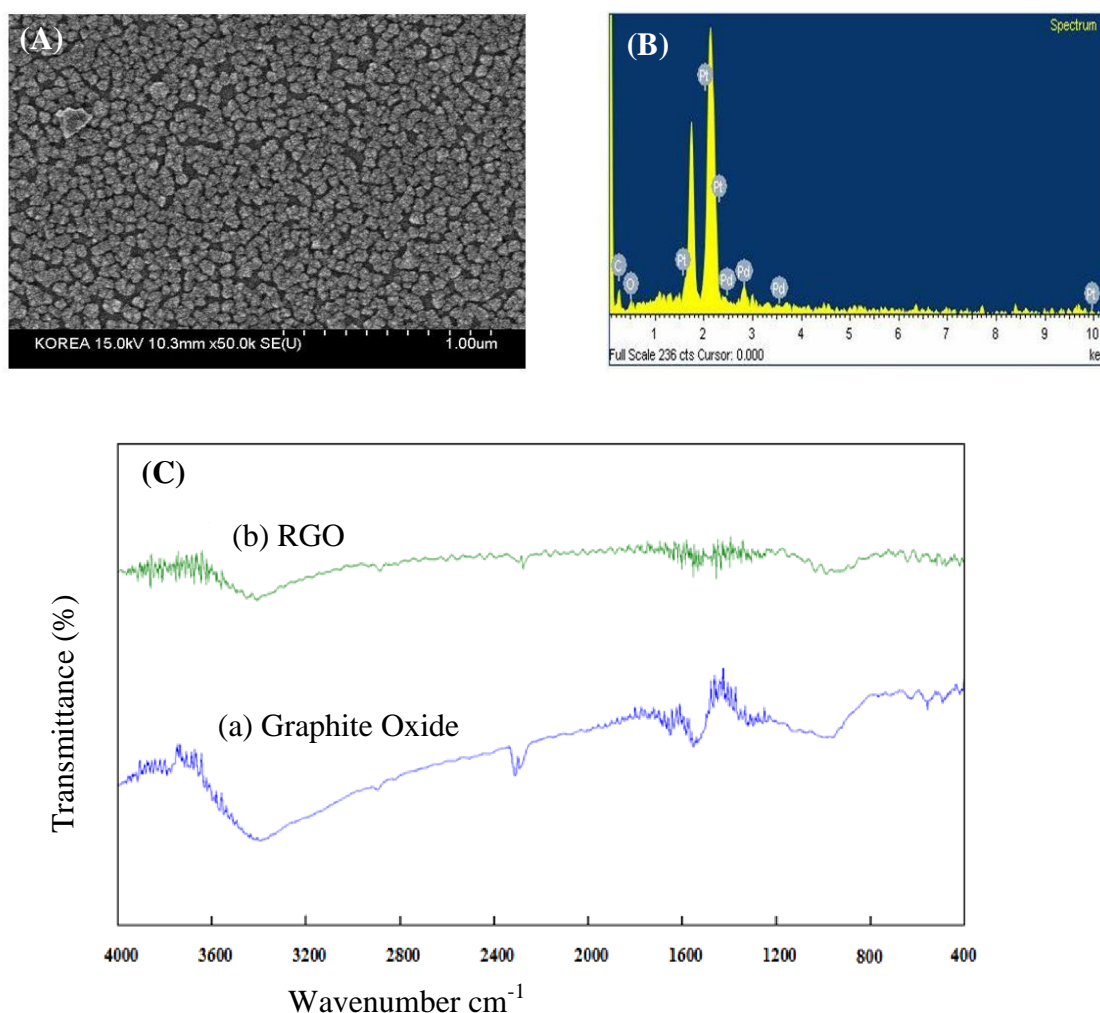 (A)
KOREA 15.0kV 10.3mm x50.0k SE(U) 1.00um
(B)
Spectrum
Pt
Pt
Pt
Pd
Pd
Pd
C
O
Pt
1 2 3 4 5 6 7 8 9 10
Full Scale 236 cts Cursor: 0.000 ke
(C)
(b) RGO
(a) Graphite Oxide
Transmittance (%)
4000 3600 3200 2800 2400 2000 1600 1200 800 400
Wavenumber cm⁻¹